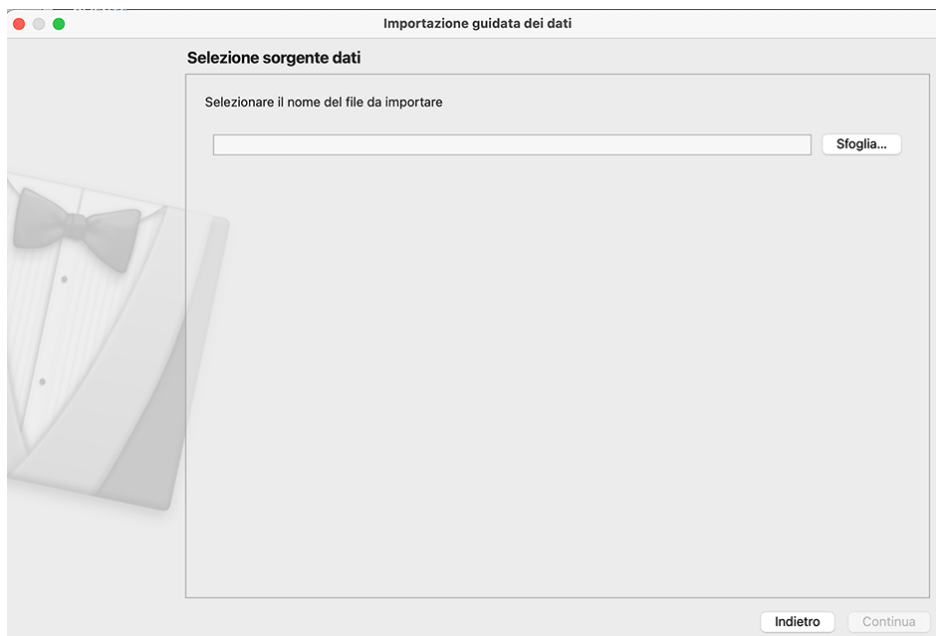 Importazione guidata dei dati
Selezione sorgente dati
Selezionare il nome del file da importare
Sfoglia...
Indietro
Continua